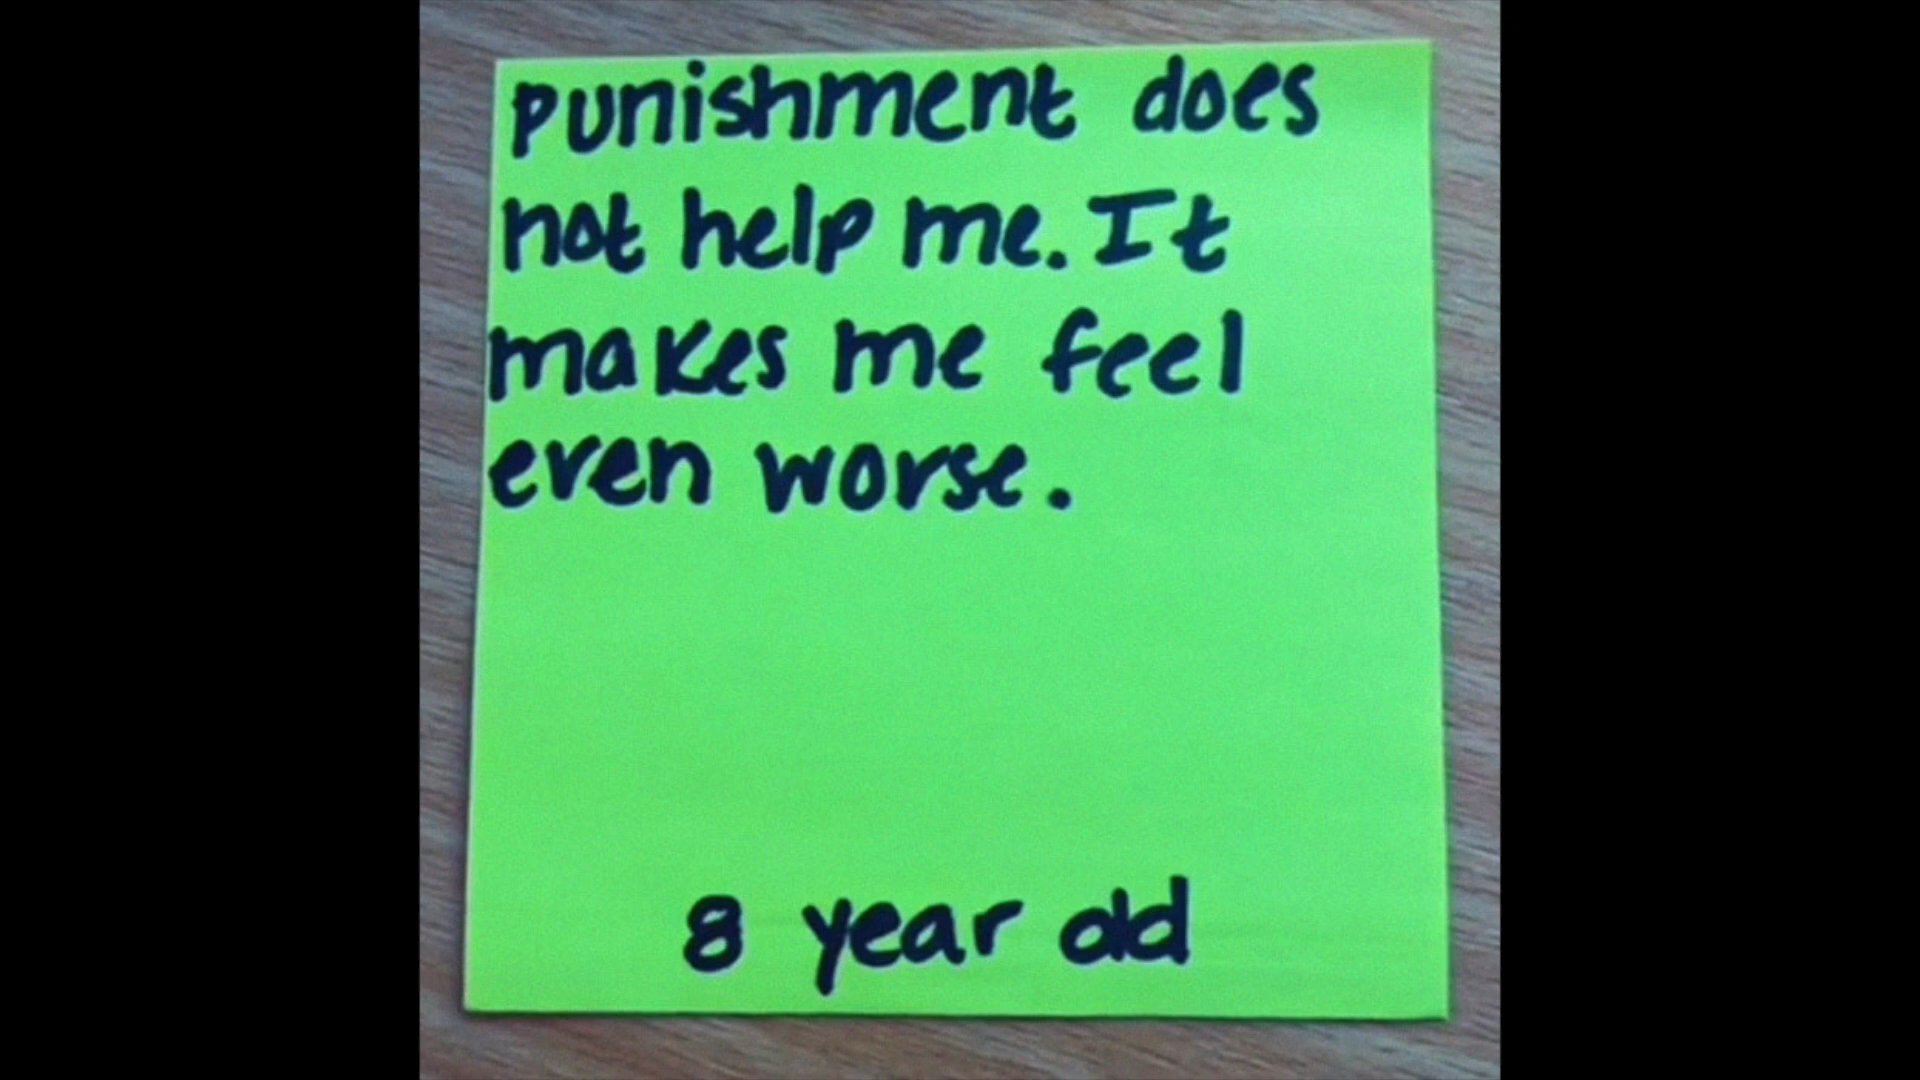 punishment does
not help me. It
makes me feel
even worse.
8 year old